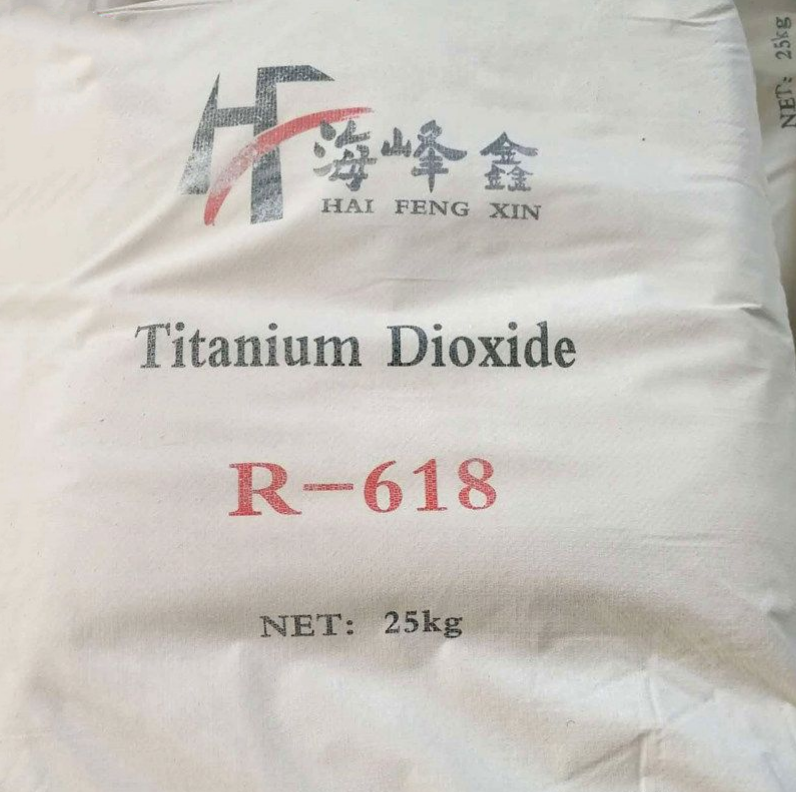 HF
海峰鑫
HAI FENG XIN
Titanium Dioxide
R-618
NET: 25kg
NET: 25kg